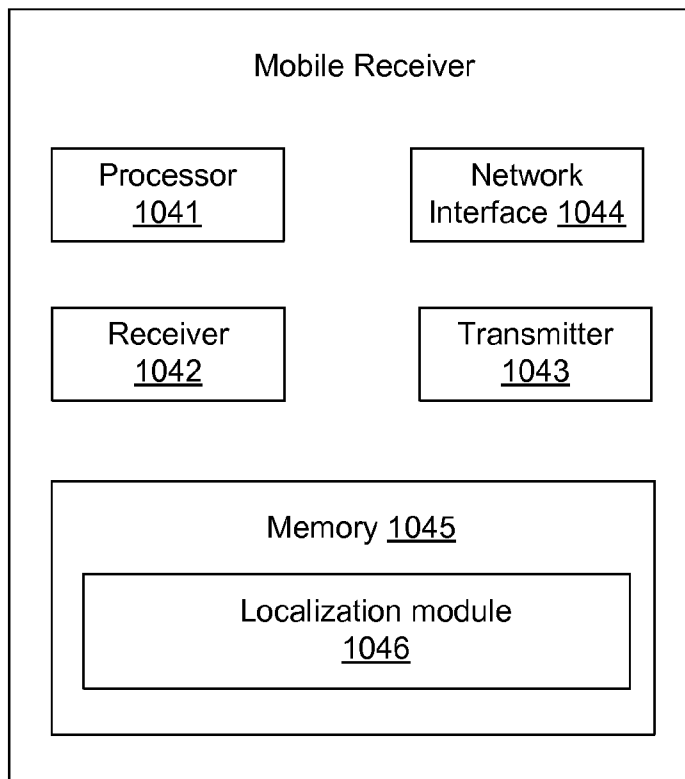 Mobile Receiver
Processor
1041
Network
Interface 1044
Receiver
1042
Transmitter
1043
Memory 1045
Localization module
1046